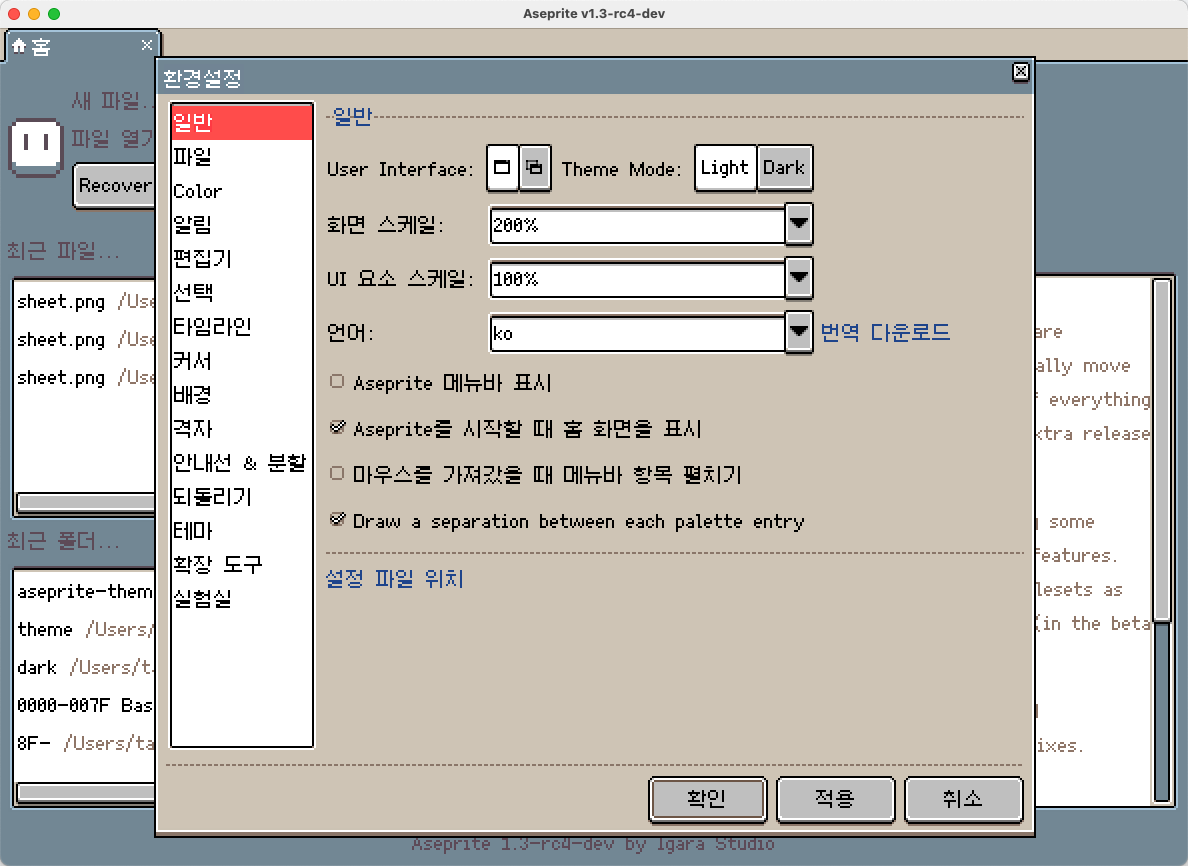 Aseprite v1.3-rc4-dev
홈
새 파일..
파일 열기
Recover
최근 파일...
sheet.png /Use
sheet.png /Use
sheet.png /Use
최근 폴더...
aseprite-them
theme /Users/
dark /Users/t
0000-007F Bas
8F- /Users/ta
환경설정
일반
파일
Color
알림
편집기
선택
타임라인
커서
배경
격자
안내선 & 분할
되돌리기
테마
확장 도구
실험실
일반
User Interface:
Theme Mode: Light Dark
화면 스케일: 200%
UI 요소 스케일: 100%
언어: ko 번역 다운로드
Aseprite 메뉴바 표시
Aseprite를 시작할 때 홈 화면을 표시
마우스를 가져갔을 때 메뉴바 항목 펼치기
Draw a separation between each palette entry
설정 파일 위치
확인 적용 취소
are
ally move
everything
xtra release
some
features.
lesets as
(in the beta
ixes.
Aseprite 1.3-rc4-dev by Igara Studio